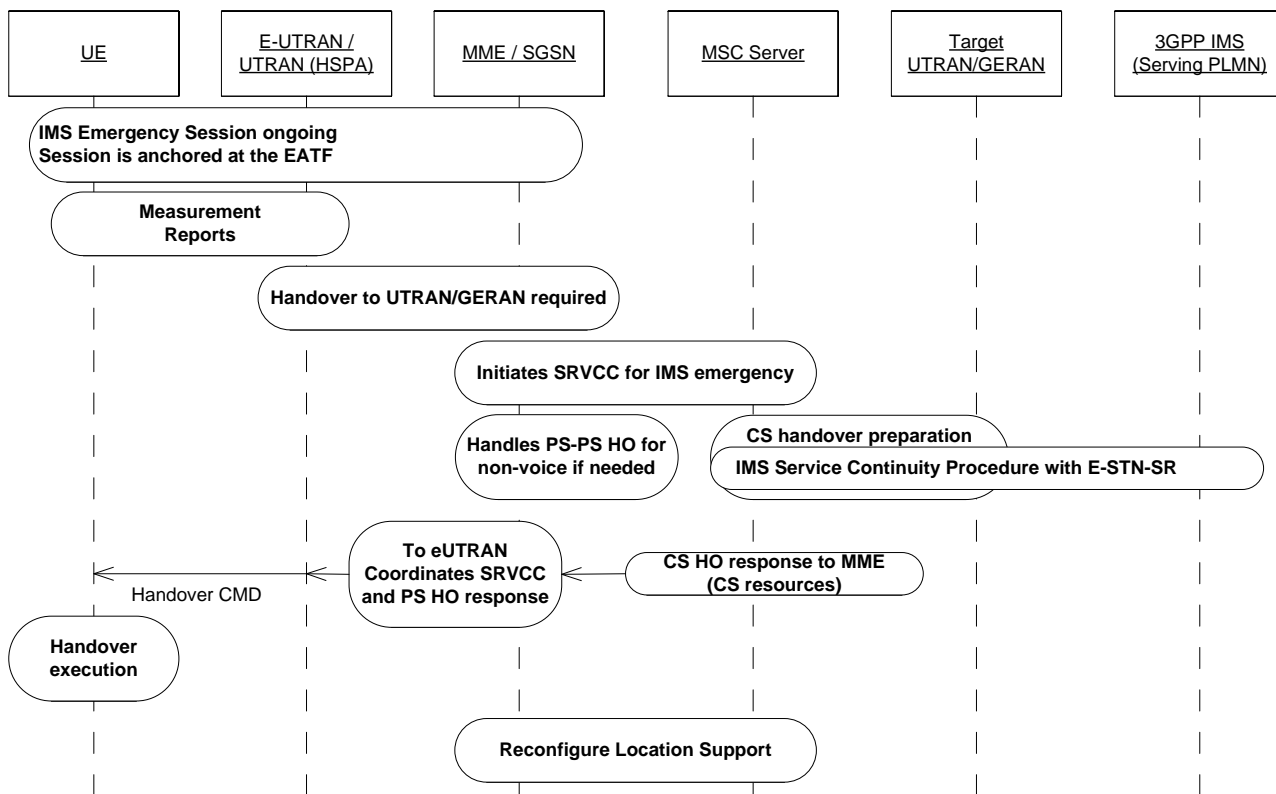 UE
E-UTRAN /
UTRAN (HSPA)
MME / SGSN
MSC Server
Target
UTRAN/GERAN
3GPP IMS
(Serving PLMN)
IMS Emergency Session ongoing
Session is anchored at the EATF
Measurement
Reports
Handover to UTRAN/GERAN required
Initiates SRVCC for IMS emergency
Handles PS-PS HO for
non-voice if needed
CS handover preparation
IMS Service Continuity Procedure with E-STN-SR
To eUTRAN
Coordinates SRVCC
and PS HO response
CS HO response to MME
(CS resources)
Handover CMD
Handover
execution
Reconfigure Location Support